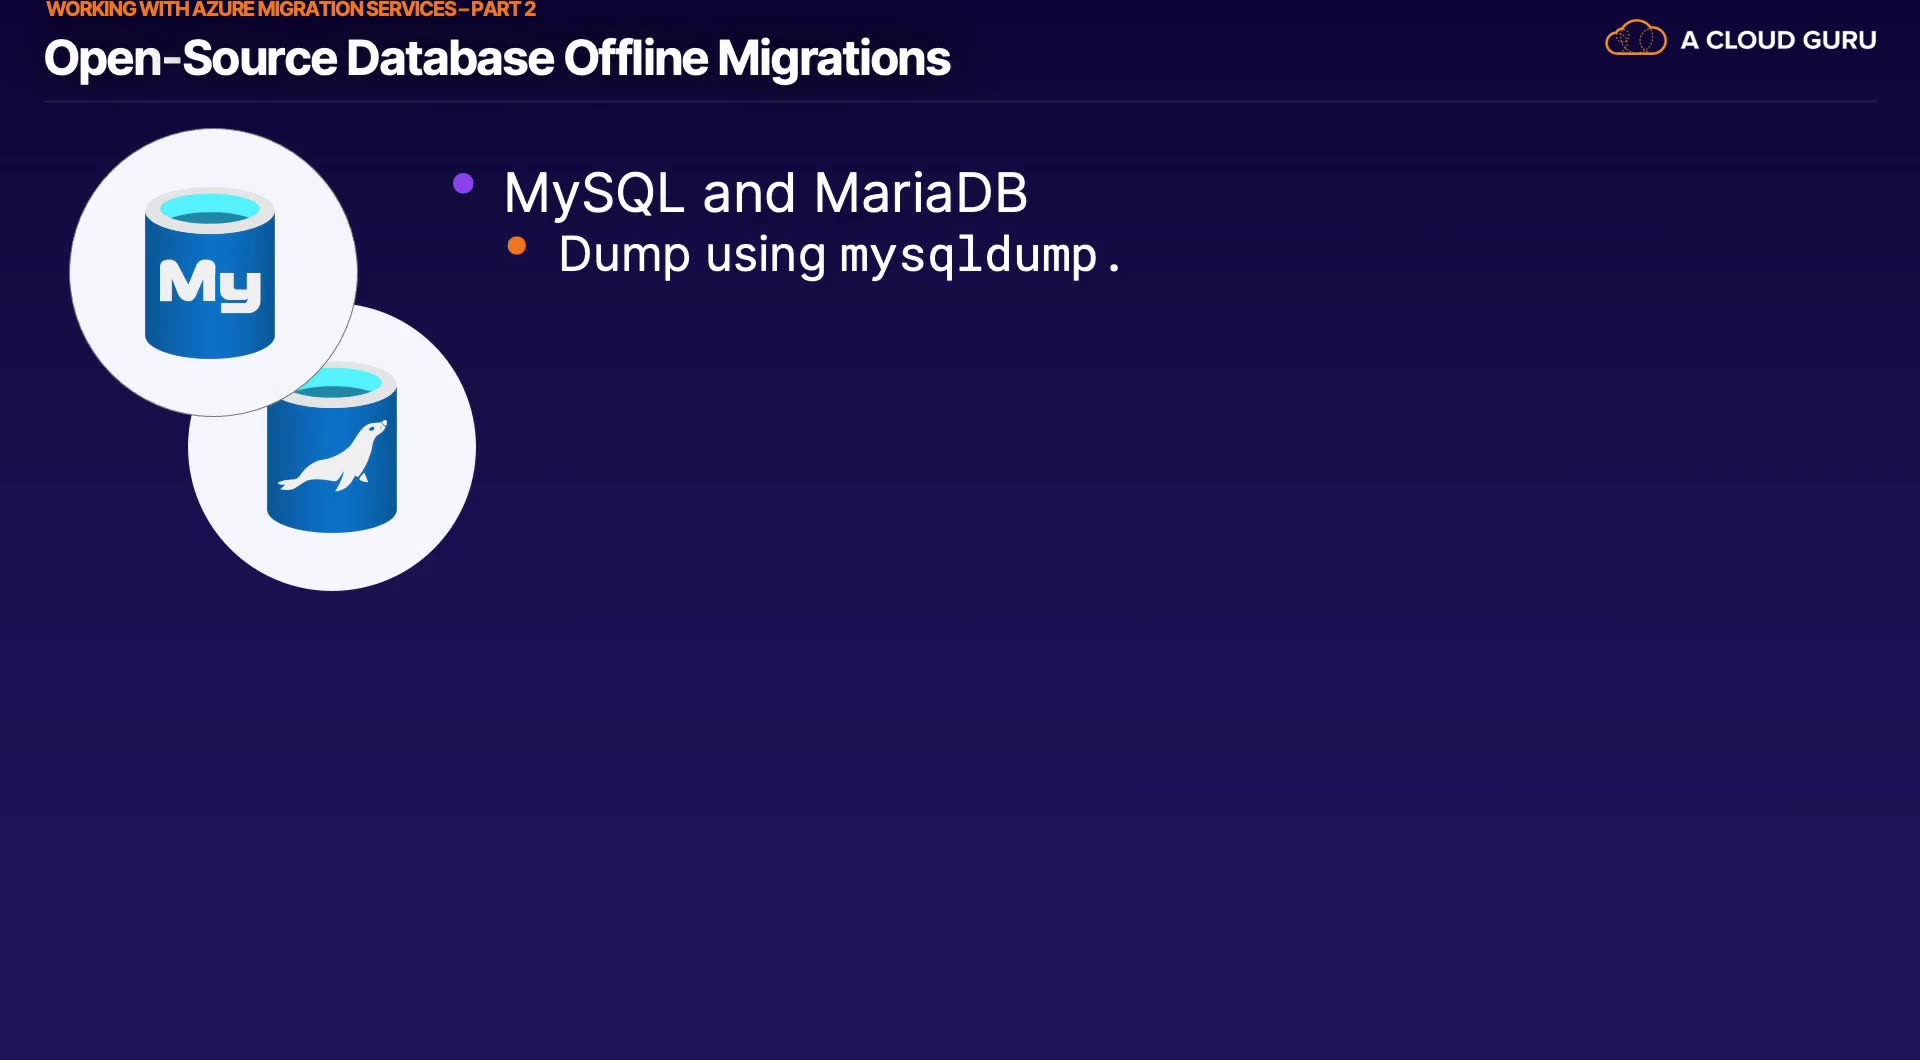 WORKING WITH AZURE MIGRATION SERVICES – PART 2
Open-Source Database Offline Migrations
A CLOUD GURU
My
MySQL and MariaDB
Dump using mysqldump.